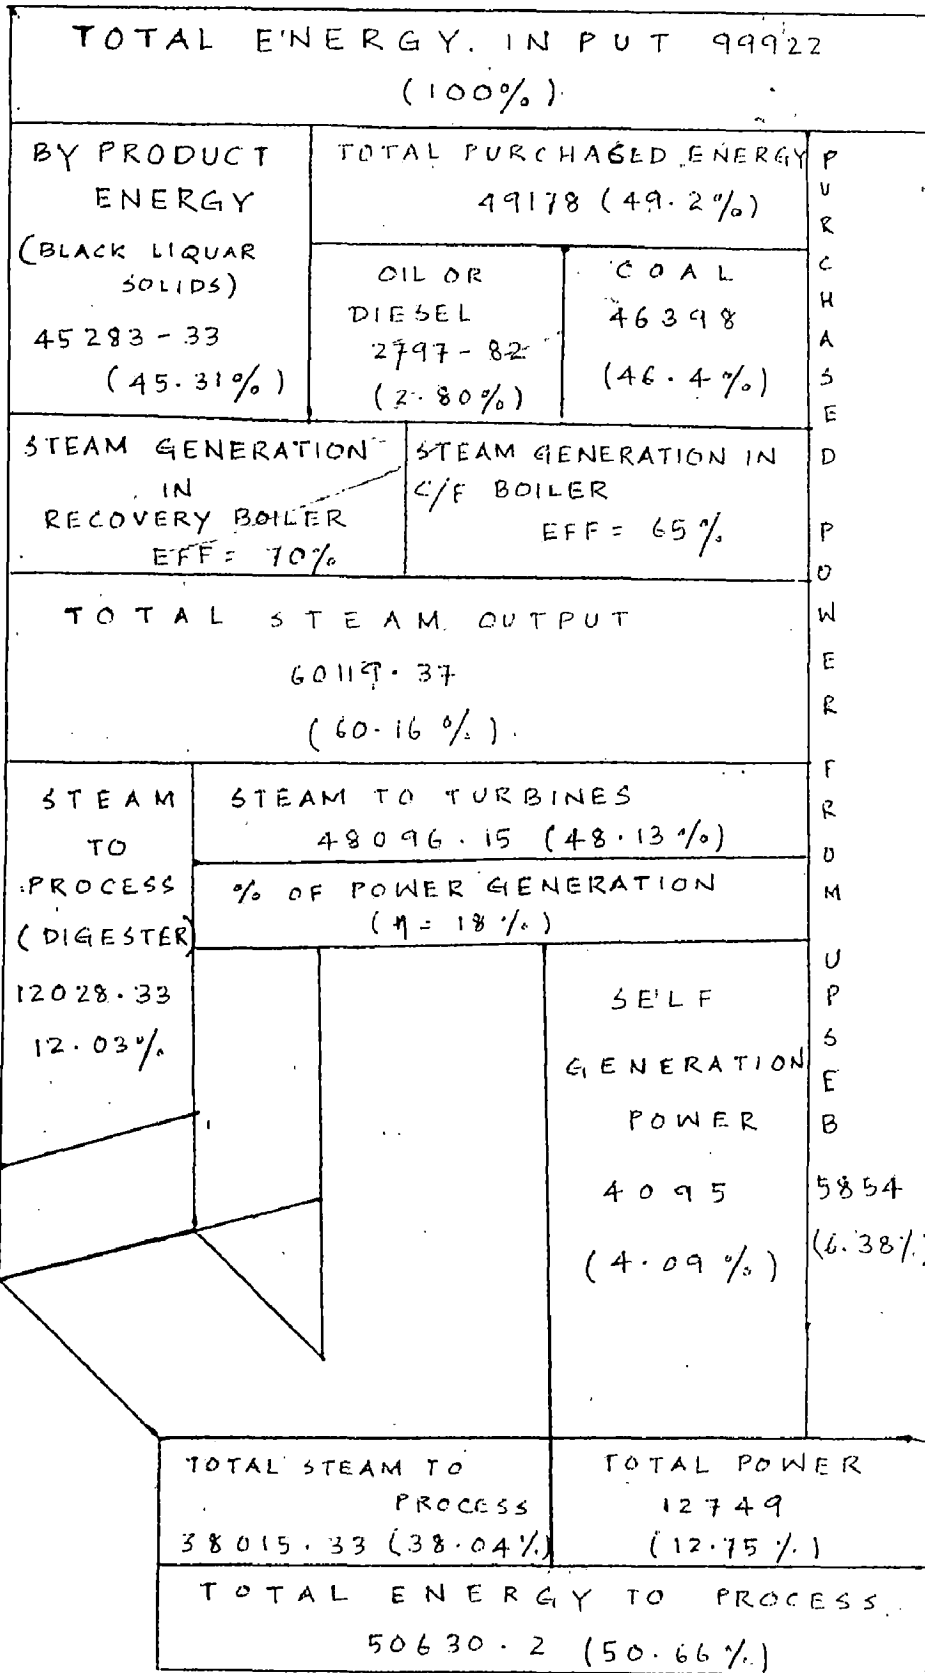 TOTAL ENERGY. INPUT 99922
(100%)
BY PRODUCT
ENERGY
(BLACK LIQUAR
SOLIDS)
45283-33
(45.31%)
TOTAL PURCHASED ENERGY
49178 (49.2%)
OIL OR
DIESEL
2797-82
(2.80%)
COAL
46398
(46.4%)
STEAM GENERATION
IN
RECOVERY BOILER
EFF = 70%
STEAM GENERATION IN
C/F BOILER
EFF = 65%
TOTAL STEAM OUTPUT
60119.37
(60.16%).
STEAM
TO
PROCESS
(DIGESTER)
12028.33
12.03%
STEAM TO TURBINES
48096.15 (48.13%)
% OF POWER GENERATION
(η = 18%)
SELF
GENERATION
POWER
4095
(4.09%)
PURCHASED POWER FROM UPSEB
5854
(6.38%)
TOTAL STEAM TO
PROCESS
38015.33 (38.04%)
TOTAL POWER
12749
(12.75%)
TOTAL ENERGY TO PROCESS
50630.2 (50.66%)